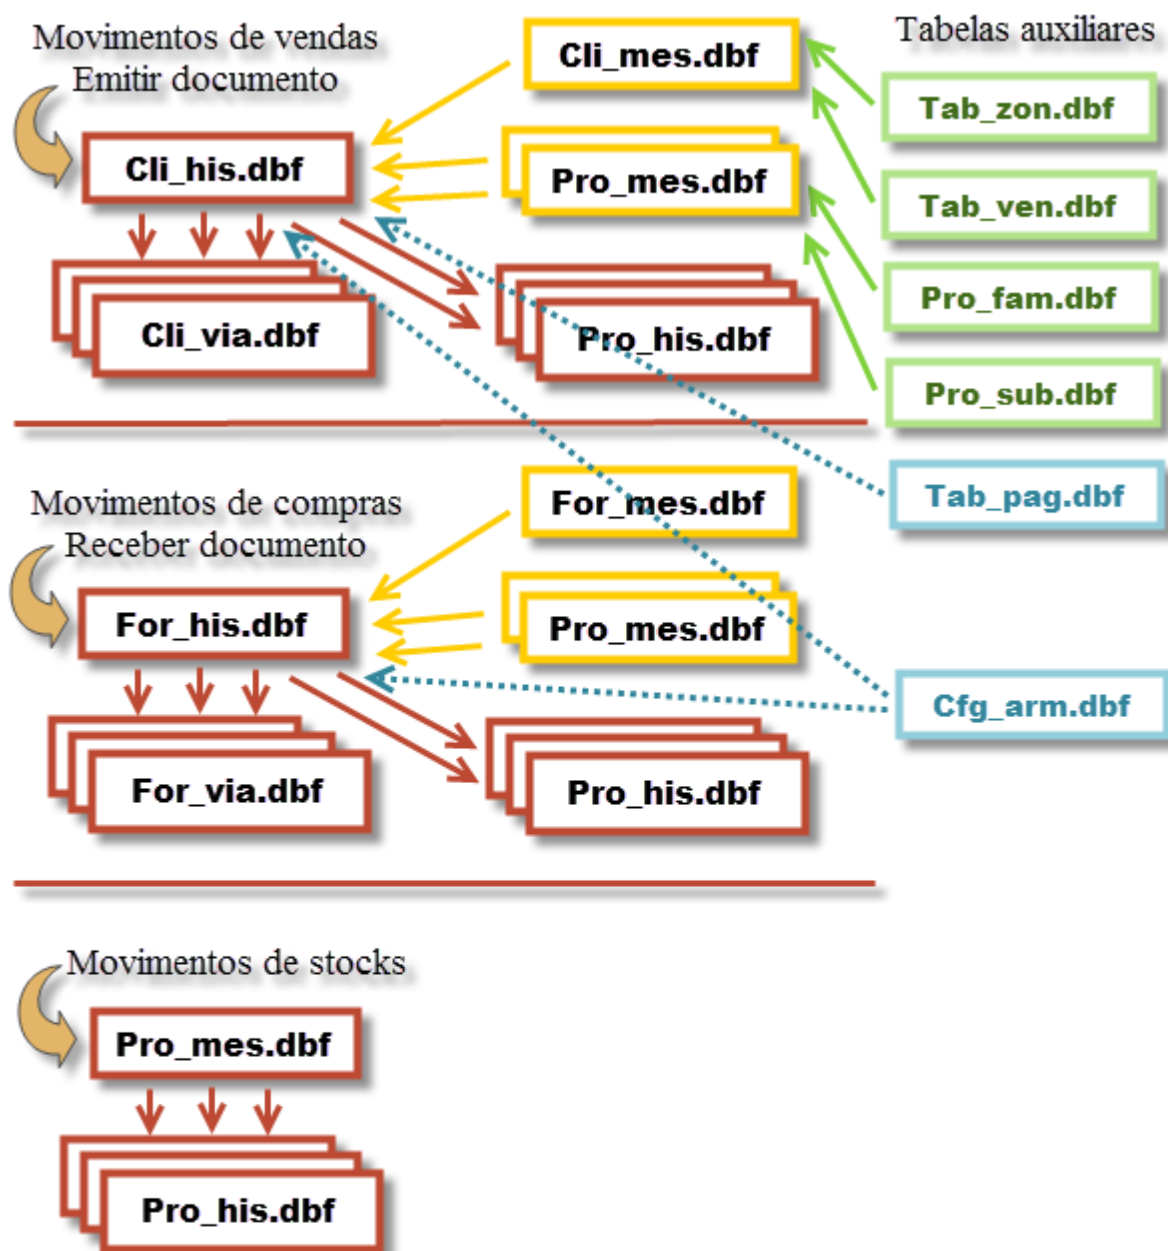 Movimentos de vendas
Emitir documento
Cli_his.dbf
Cli_via.dbf
Cli_mes.dbf
Pro_mes.dbf
Pro_his.dbf
Tabelas auxiliares
Tab_zon.dbf
Tab_ven.dbf
Pro_fam.dbf
Pro_sub.dbf
Tab_pag.dbf
Cfg_arm.dbf
Movimentos de compras
Receber documento
For_his.dbf
For_via.dbf
For_mes.dbf
Pro_mes.dbf
Pro_his.dbf
Movimentos de stocks
Pro_mes.dbf
Pro_his.dbf